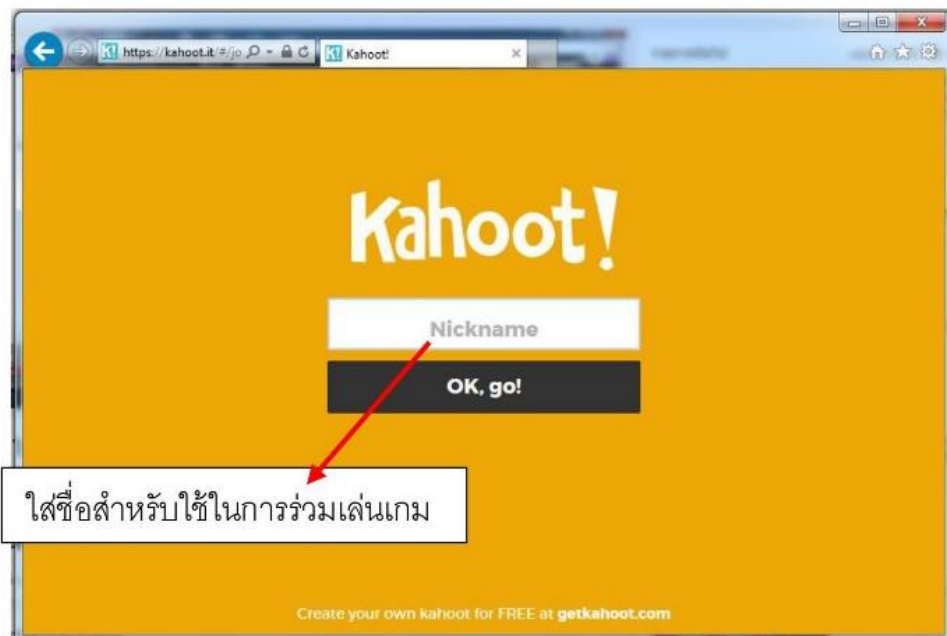 https://kahoot.it/#/jo
Kahoot!
Kahoot!
Nickname
OK, go!
ใส่ชื่อสำหรับใช้ในการร่วมเล่นเกม
Create your own kahoot for FREE at getkahoot.com